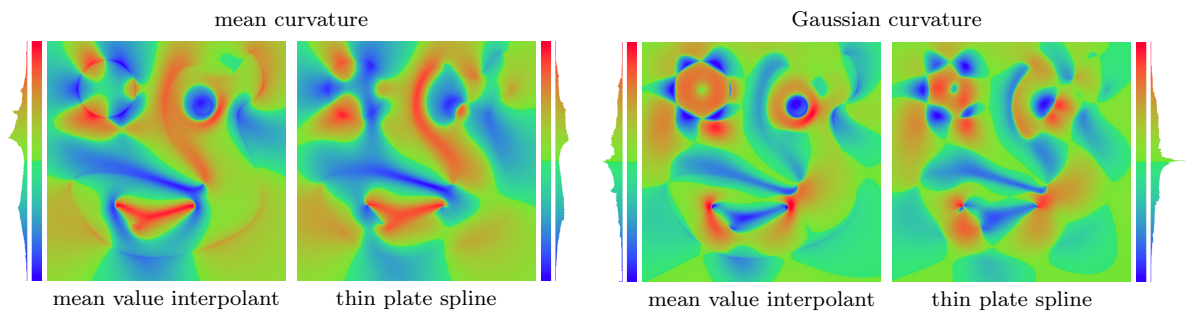 mean curvature
Gaussian curvature
mean value interpolant
thin plate spline
mean value interpolant
thin plate spline